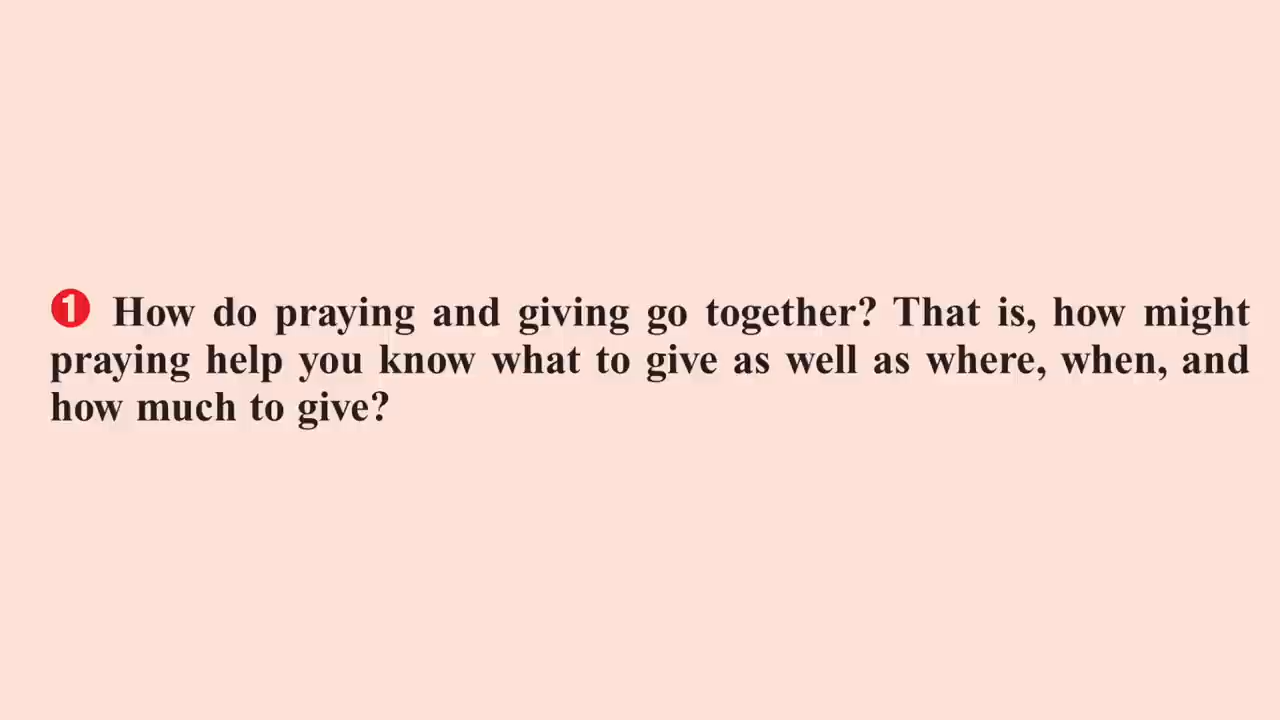 ❶ How do praying and giving go together? That is, how might
praying help you know what to give as well as where, when, and
how much to give?